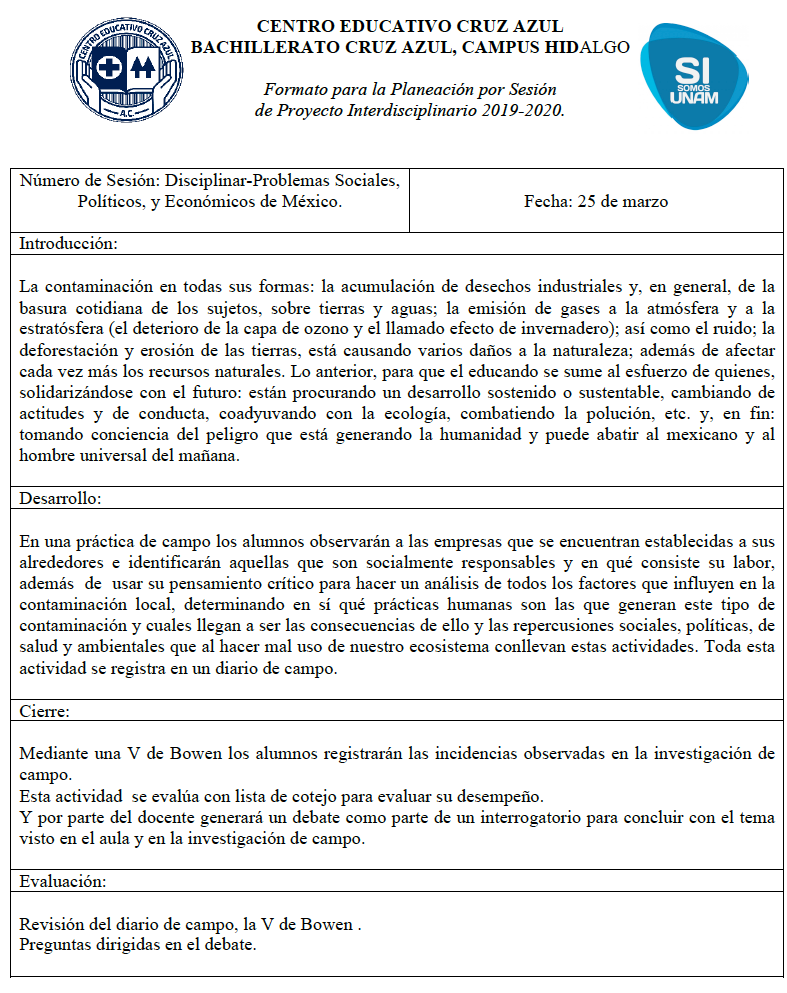 CENTRO EDUCATIVO CRUZ AZUL
A.C.
CENTRO EDUCATIVO CRUZ AZUL
BACHILLERATO CRUZ AZUL, CAMPUS HIDALGO
Formato para la Planeación por Sesión
de Proyecto Interdisciplinario 2019-2020.
SI
SOMOS
UNAM
Número de Sesión: Disciplinar-Problemas Sociales,
Políticos, y Económicos de México.
Fecha: 25 de marzo
Introducción:
La contaminación en todas sus formas: la acumulación de desechos industriales y, en general, de la
basura cotidiana de los sujetos, sobre tierras y aguas; la emisión de gases a la atmósfera y a la
estratósfera (el deterioro de la capa de ozono y el llamado efecto de invernadero); así como el ruido; la
deforestación y erosión de las tierras, está causando varios daños a la naturaleza; además de afectar
cada vez más los recursos naturales. Lo anterior, para que el educando se sume al esfuerzo de quienes,
solidarizándose con el futuro: están procurando un desarrollo sostenido o sustentable, cambiando de
actitudes y de conducta, coadyuvando con la ecología, combatiendo la polución, etc. y, en fin:
tomando conciencia del peligro que está generando la humanidad y puede abatir al mexicano y al
hombre universal del mañana.
Desarrollo:
En una práctica de campo los alumnos observarán a las empresas que se encuentran establecidas a sus
alrededores e identificarán aquellas que son socialmente responsables y en qué consiste su labor,
además de usar su pensamiento crítico para hacer un análisis de todos los factores que influyen en la
contaminación local, determinando en sí qué prácticas humanas son las que generan este tipo de
contaminación y cuales llegan a ser las consecuencias de ello y las repercusiones sociales, políticas, de
salud y ambientales que al hacer mal uso de nuestro ecosistema conllevan estas actividades. Toda esta
actividad se registra en un diario de campo.
Cierre:
Mediante una V de Bowen los alumnos registrarán las incidencias observadas en la investigación de
campo.
Esta actividad se evalúa con lista de cotejo para evaluar su desempeño.
Y por parte del docente generará un debate como parte de un interrogatorio para concluir con el tema
visto en el aula y en la investigación de campo.
Evaluación:
Revisión del diario de campo, la V de Bowen .
Preguntas dirigidas en el debate.